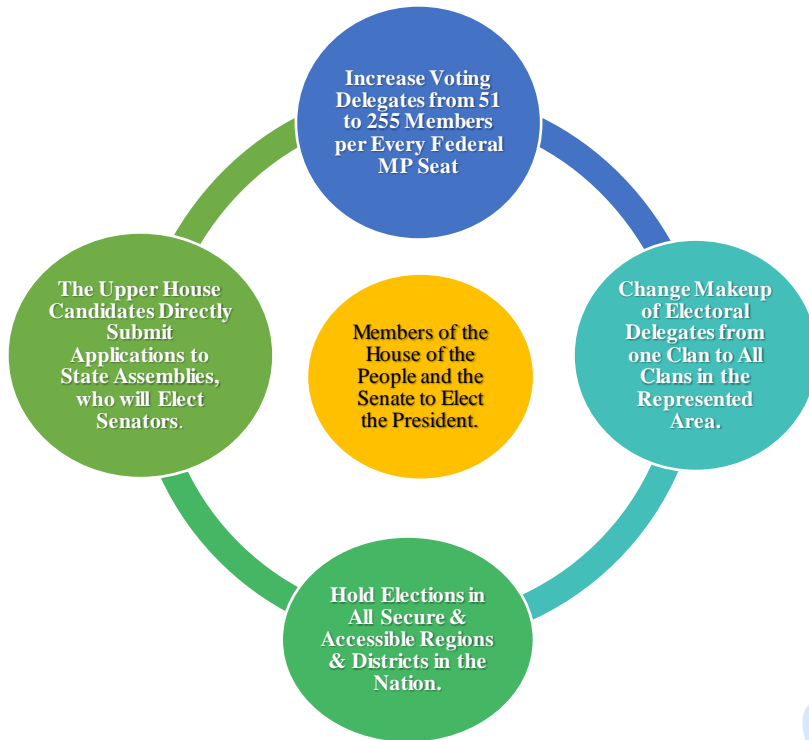 Increase Voting
Delegates from 51
to 255 Members
per Every Federal
MP Seat
The Upper House
Candidates Directly
Submit
Applications to
State Assemblies,
who will Elect
Senators.
Members of the
House of the
People and the
Senate to Elect
the President.
Change Makeup
of Electoral
Delegates from
one Clan to All
Clans in the
Represented
Area.
Hold Elections in
All Secure &
Accessible Regions
& Districts in the
Nation.